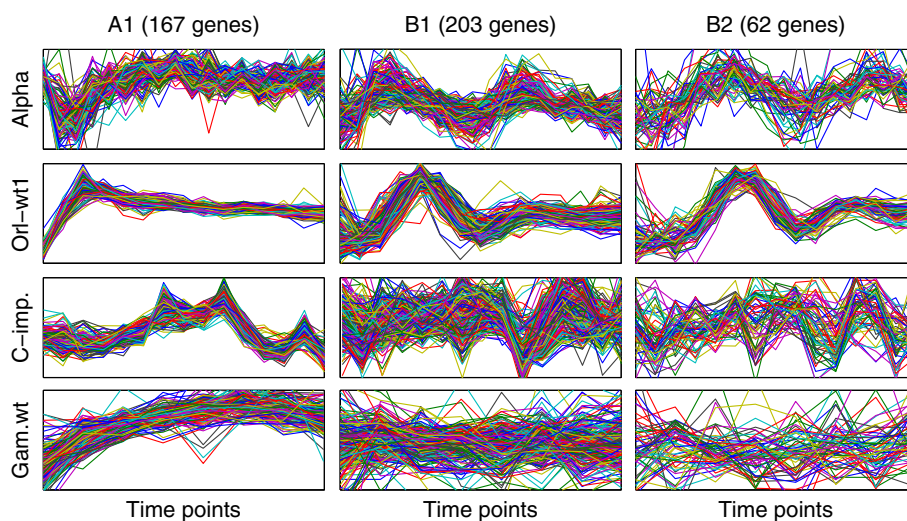 A1 (167 genes)
B1 (203 genes)
B2 (62 genes)
Alpha
Orl-wt1
C-imp.
Gam.wt
Time points
Time points
Time points